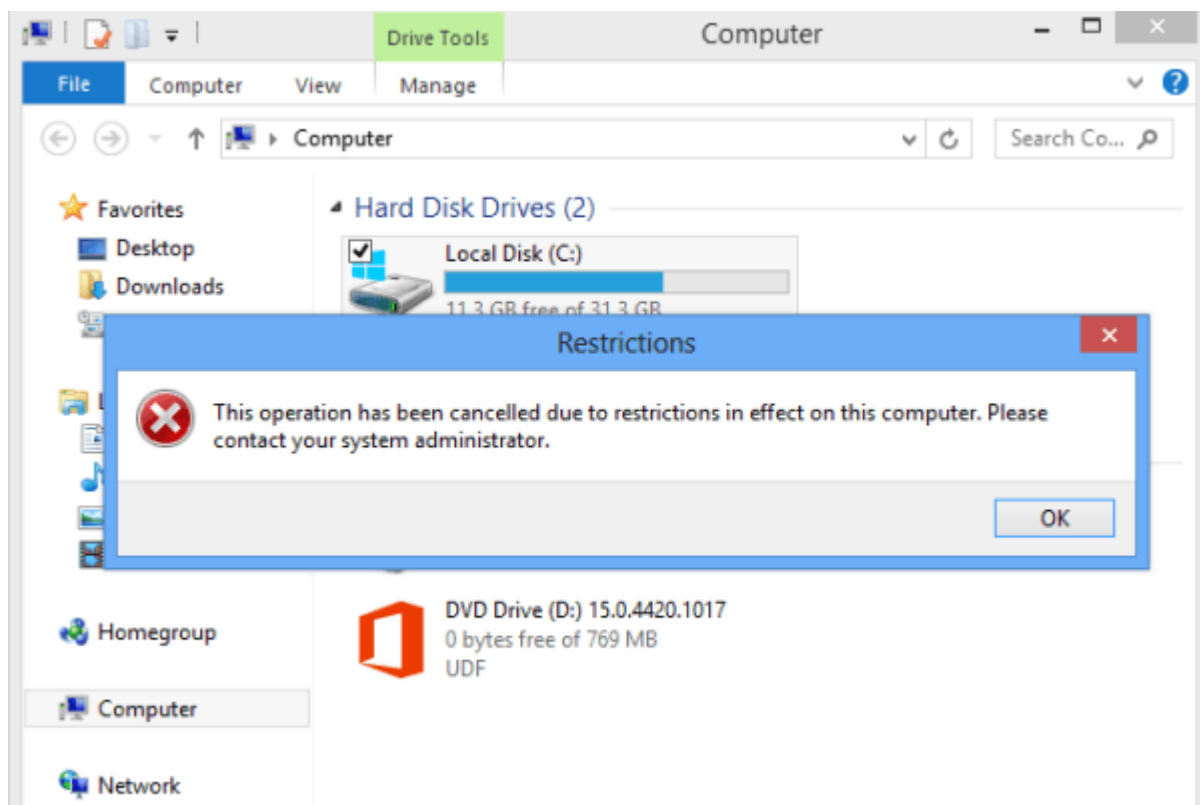 Drive Tools
Computer
File
Computer
View
Manage
Computer
Search Co...
Favorites
Desktop
Downloads
Homegroup
Computer
Network
Hard Disk Drives (2)
Local Disk (C:)
11.3 GB free of 31.3 GB
Restrictions
This operation has been cancelled due to restrictions in effect on this computer. Please
contact your system administrator.
OK
DVD Drive (D:) 15.0.4420.1017
0 bytes free of 769 MB
UDF